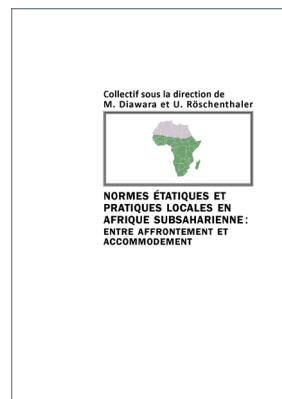 Collectif sous la direction de
M. Diawara et U. Röschenthaler
NORMES ÉTATIQUES ET
PRATIQUES LOCALES EN
AFRIQUE SUBSAHARIENNE :
ENTRE AFFRONTEMENT ET
ACCOMMODEMENT